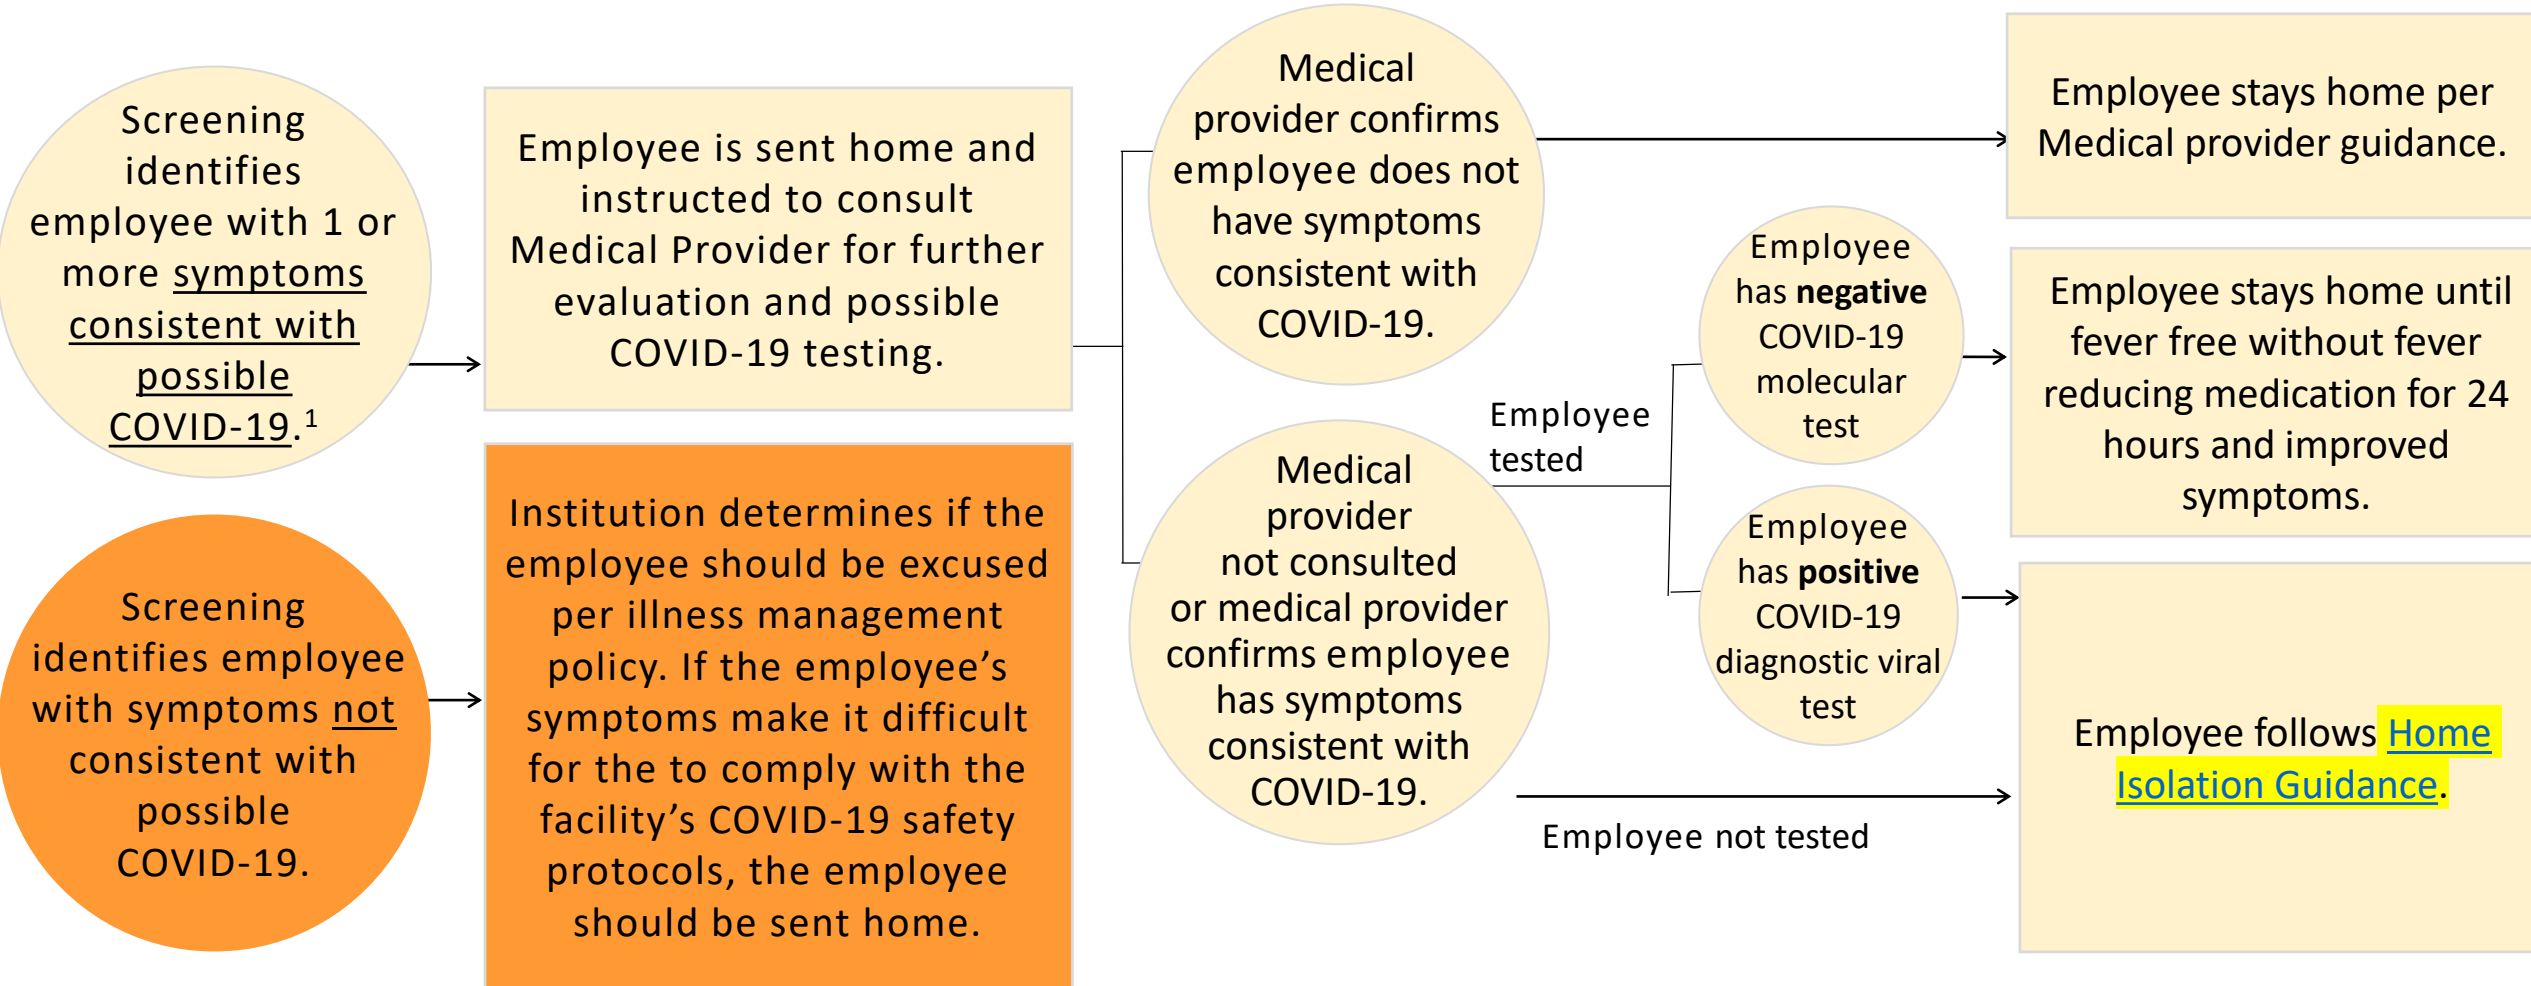 Screening
identifies
employee with 1 or
more symptoms
consistent with
possible
COVID-19.1
Employee is sent home and
instructed to consult
Medical Provider for further
evaluation and possible
COVID-19 testing.
Medical
provider confirms
employee does not
have symptoms
consistent with
COVID-19.
Employee stays home per
Medical provider guidance.
Employee
tested
Employee
has negative
COVID-19
molecular
test
Employee stays home until
fever free without fever
reducing medication for 24
hours and improved
symptoms.
Medical
provider
not consulted
or medical provider
confirms employee
has symptoms
consistent with
COVID-19.
Employee
has positive
COVID-19
diagnostic viral
test
Employee not tested
Employee follows Home
Isolation Guidance.
Screening
identifies employee
with symptoms not
consistent with
possible
COVID-19.
Institution determines if the
employee should be excused
per illness management
policy. If the employee’s
symptoms make it difficult
for the to comply with the
facility’s COVID-19 safety
protocols, the employee
should be sent home.